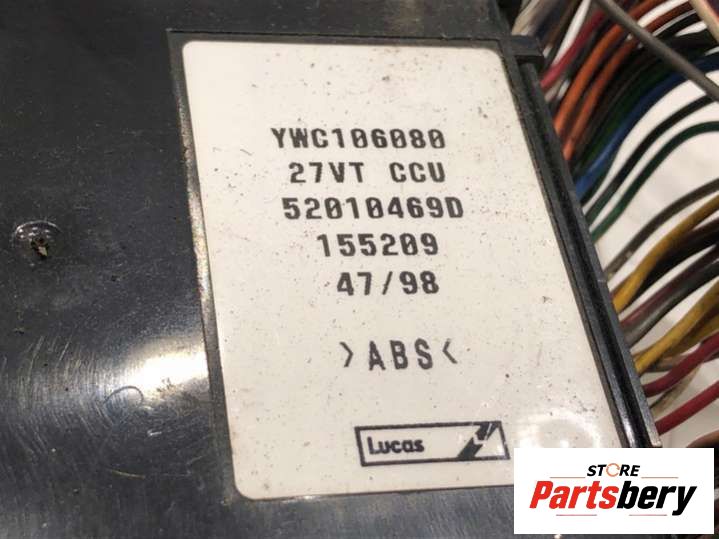 YWC106080
27VT CCU
52010469D
155209
47/98
>ABS<
Lucas
STORE
Partsbery